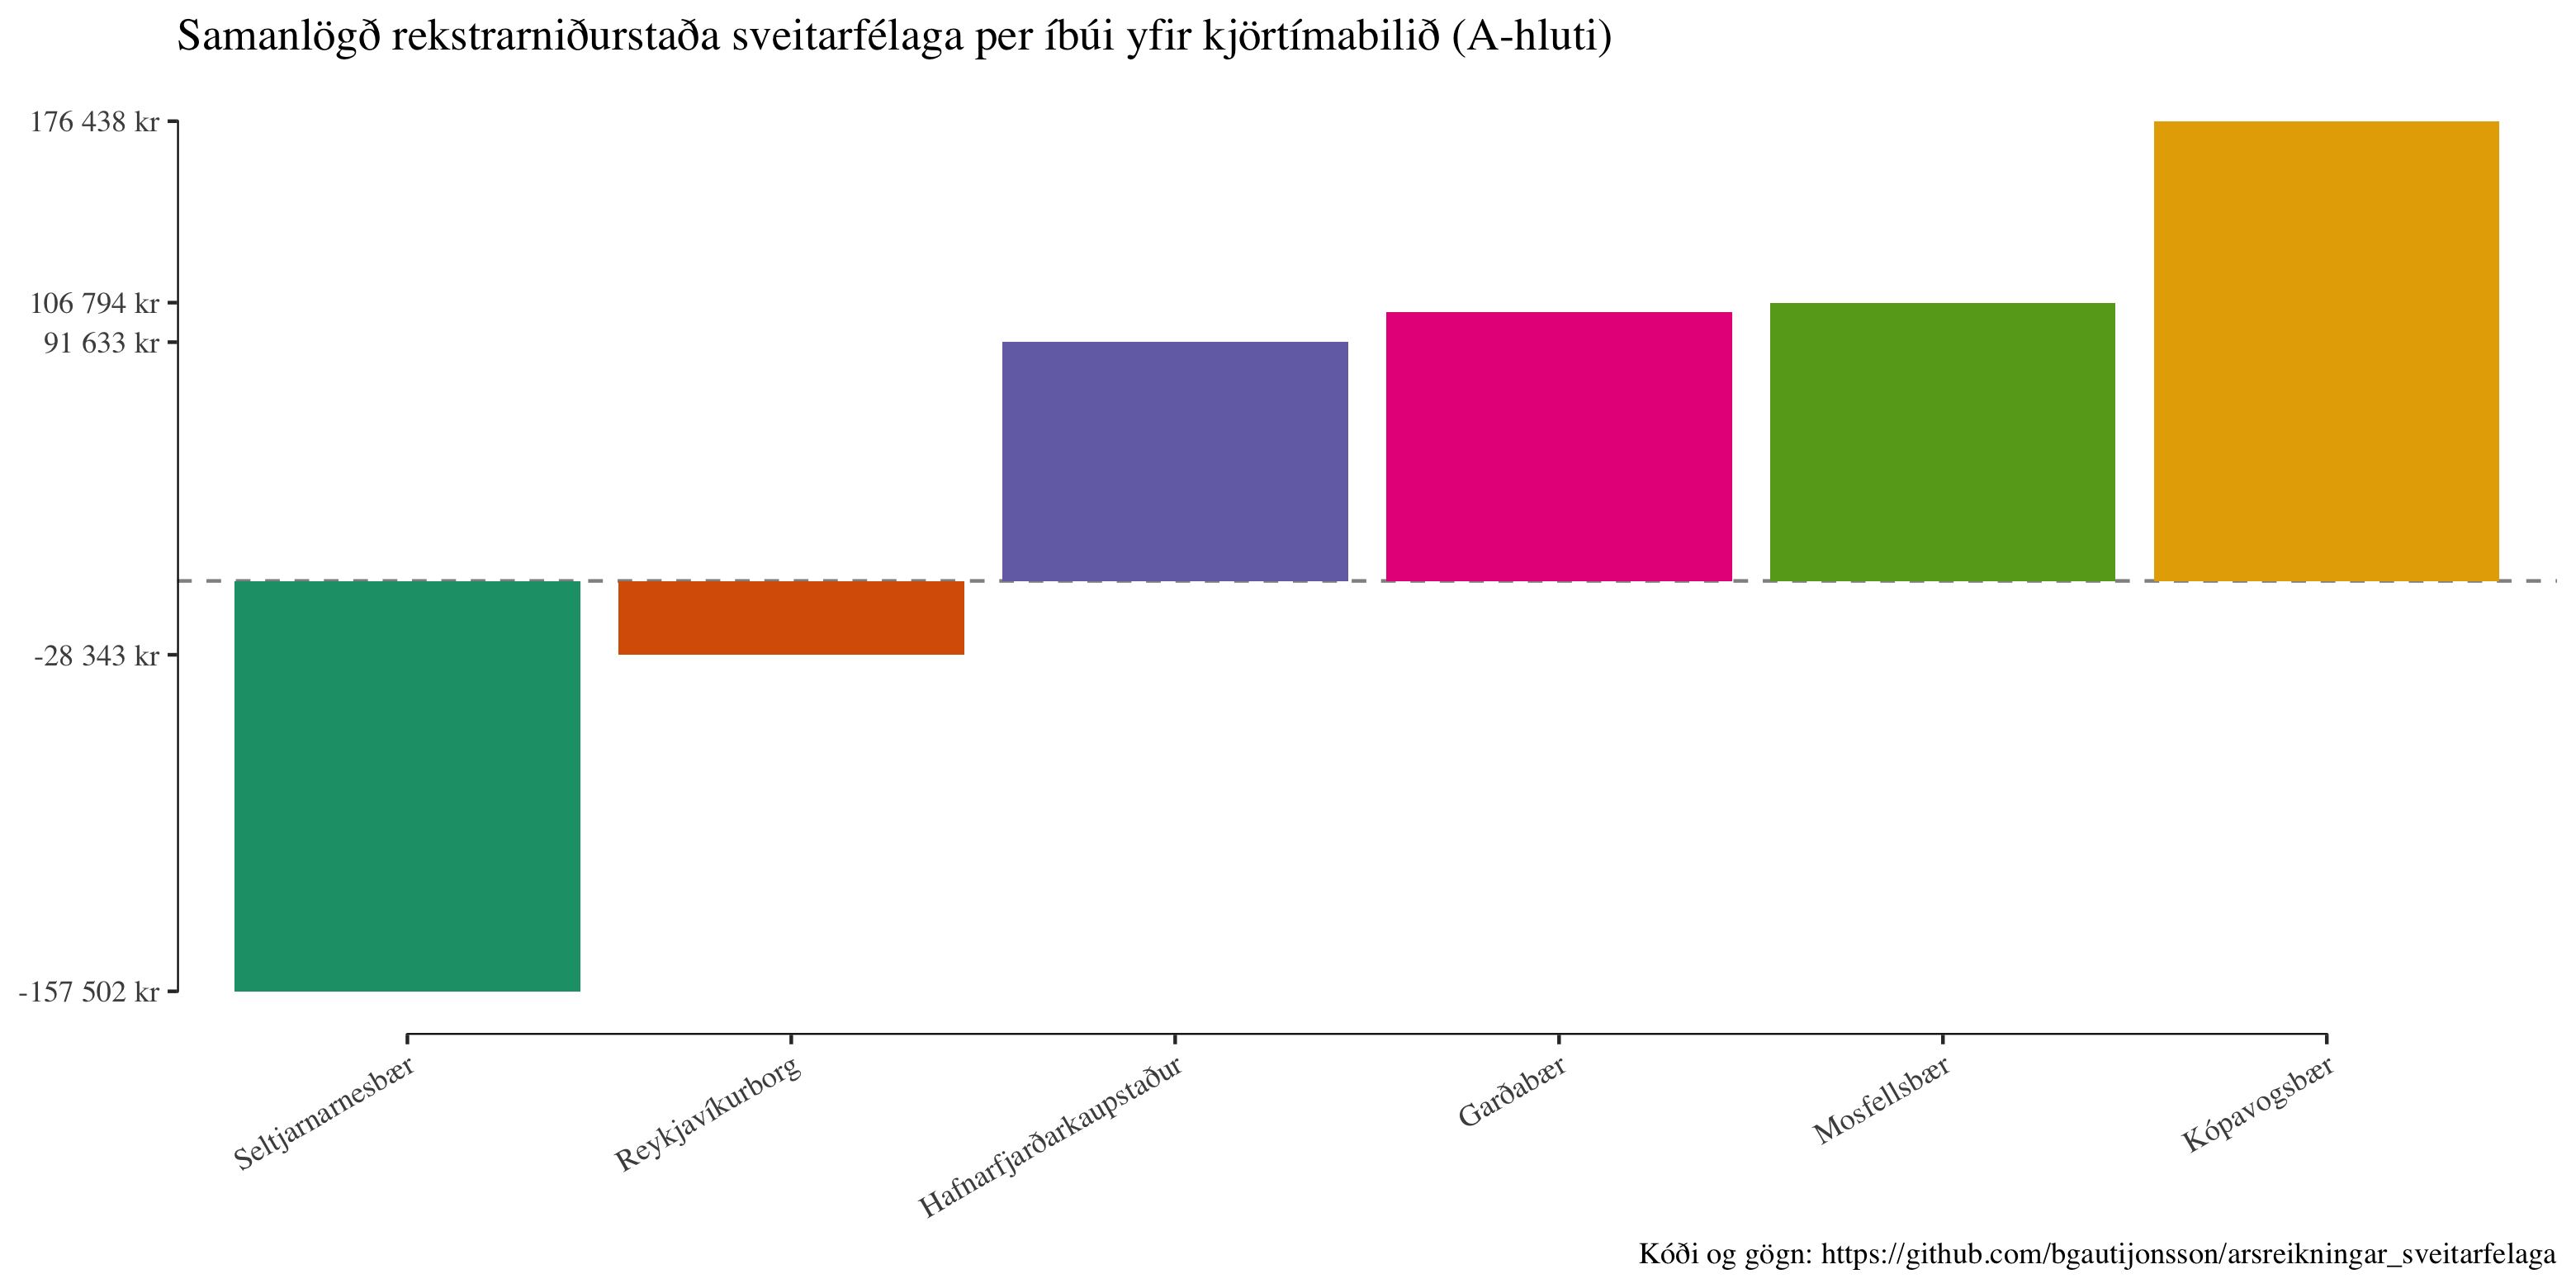 Samanlögð rekstrarniðurstaða sveitarfélaga per íbúi yfir kjörtímabilið (A-hluti)
176 438 kr
106 794 kr
91 633 kr
-28 343 kr
-157 502 kr
Seltjarnarnesbær
Reykjavíkurborg
Hafnarfjarðarkaupstaður
Garðabær
Mosfellsbær
Kópavogsbær
Kóði og gögn: https://github.com/bgautijonsson/arsreikningar_sveitarfelaga